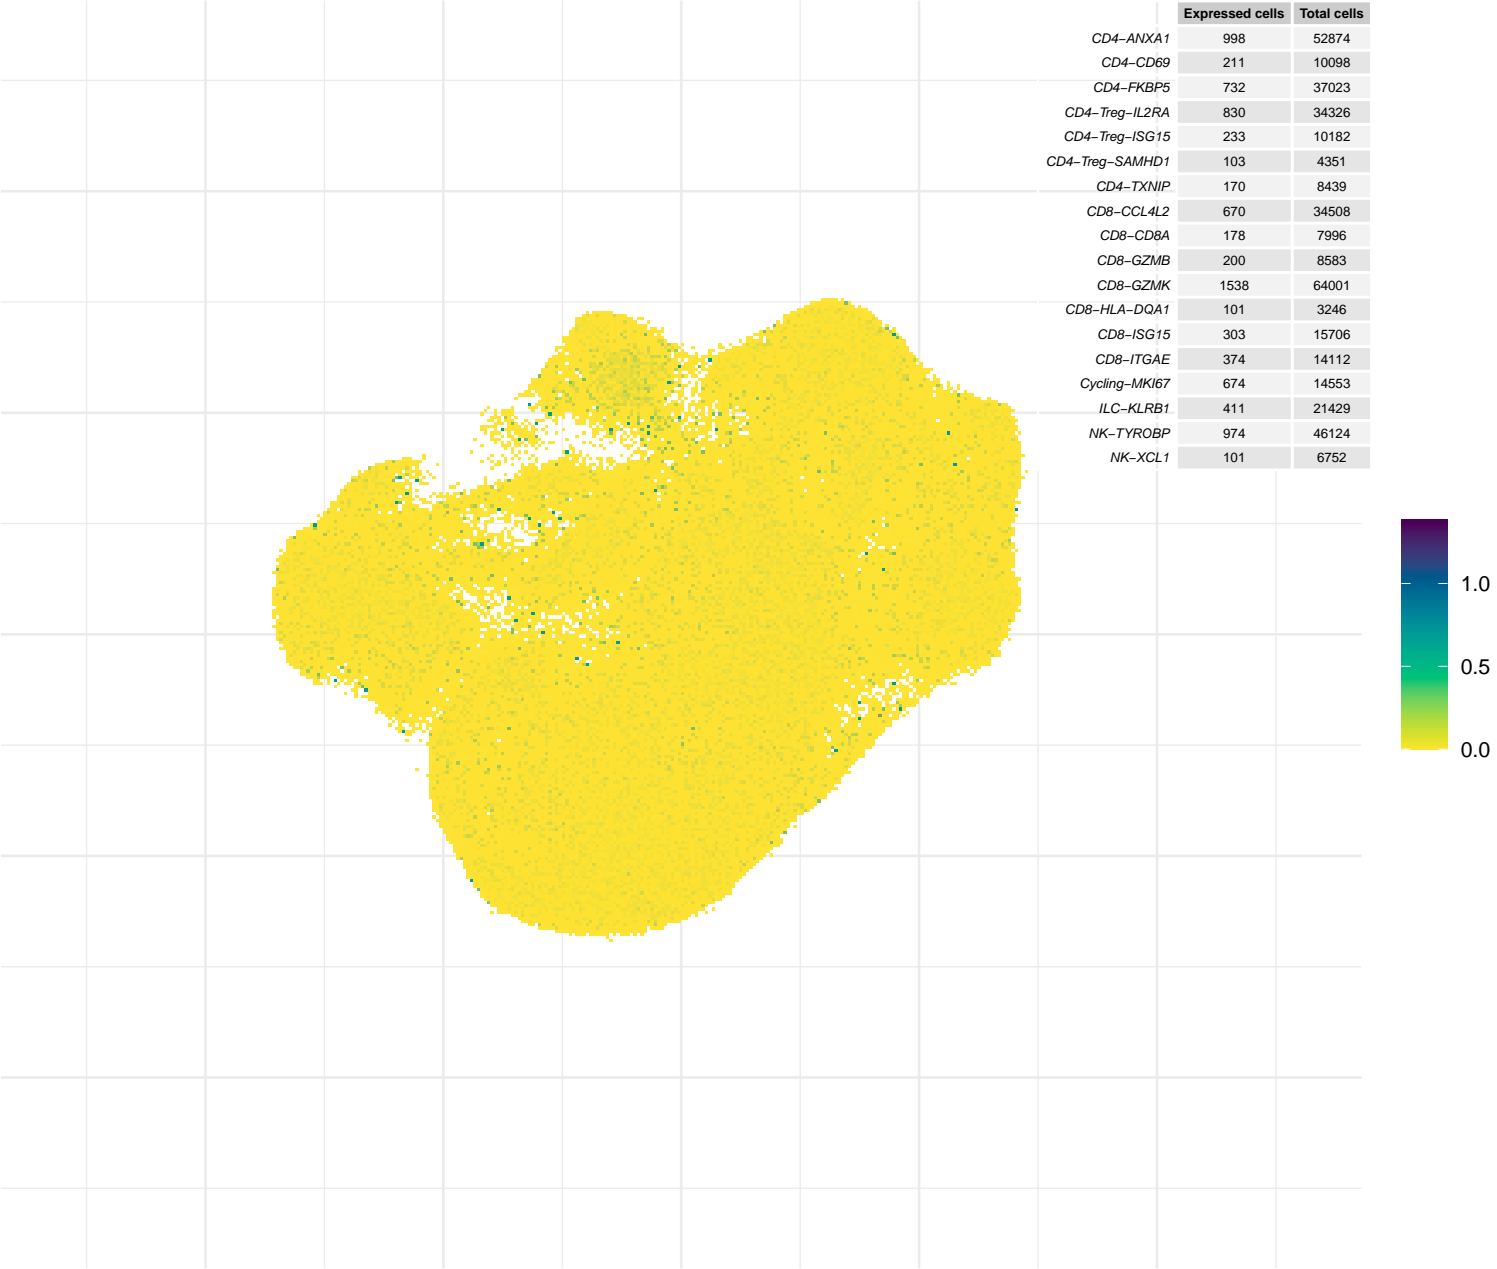 Expressed cells Total cells
CD4−ANXA1 998 52874
CD4−CD69 211 10098
CD4−FKBP5 732 37023
CD4−Treg−IL2RA 830 34326
CD4−Treg−ISG15 233 10182
CD4−Treg−SAMHD1 103 4351
CD4−TXNIP 170 8439
CD8−CCL4L2 670 34508
CD8−CD8A 178 7996
CD8−GZMB 200 8583
CD8−GZMK 1538 64001
CD8−HLA−DQA1 101 3246
CD8−ISG15 303 15706
CD8−ITGAE 374 14112
Cycling−MKI67 674 14553
ILC−KLRB1 411 21429
NK−TYROBP 974 46124
NK−XCL1 101 6752
1.0
0.5
0.0